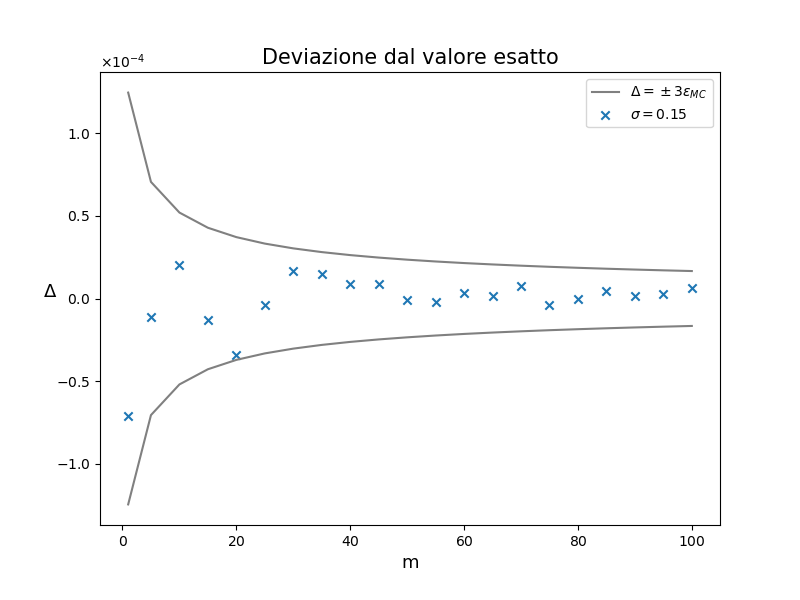 Deviazione dal valore esatto
×10⁻⁴
Δ = ±3ε_MC
σ = 0.15
1.0
0.5
0.0
−0.5
−1.0
Δ
0 20 40 60 80 100
m